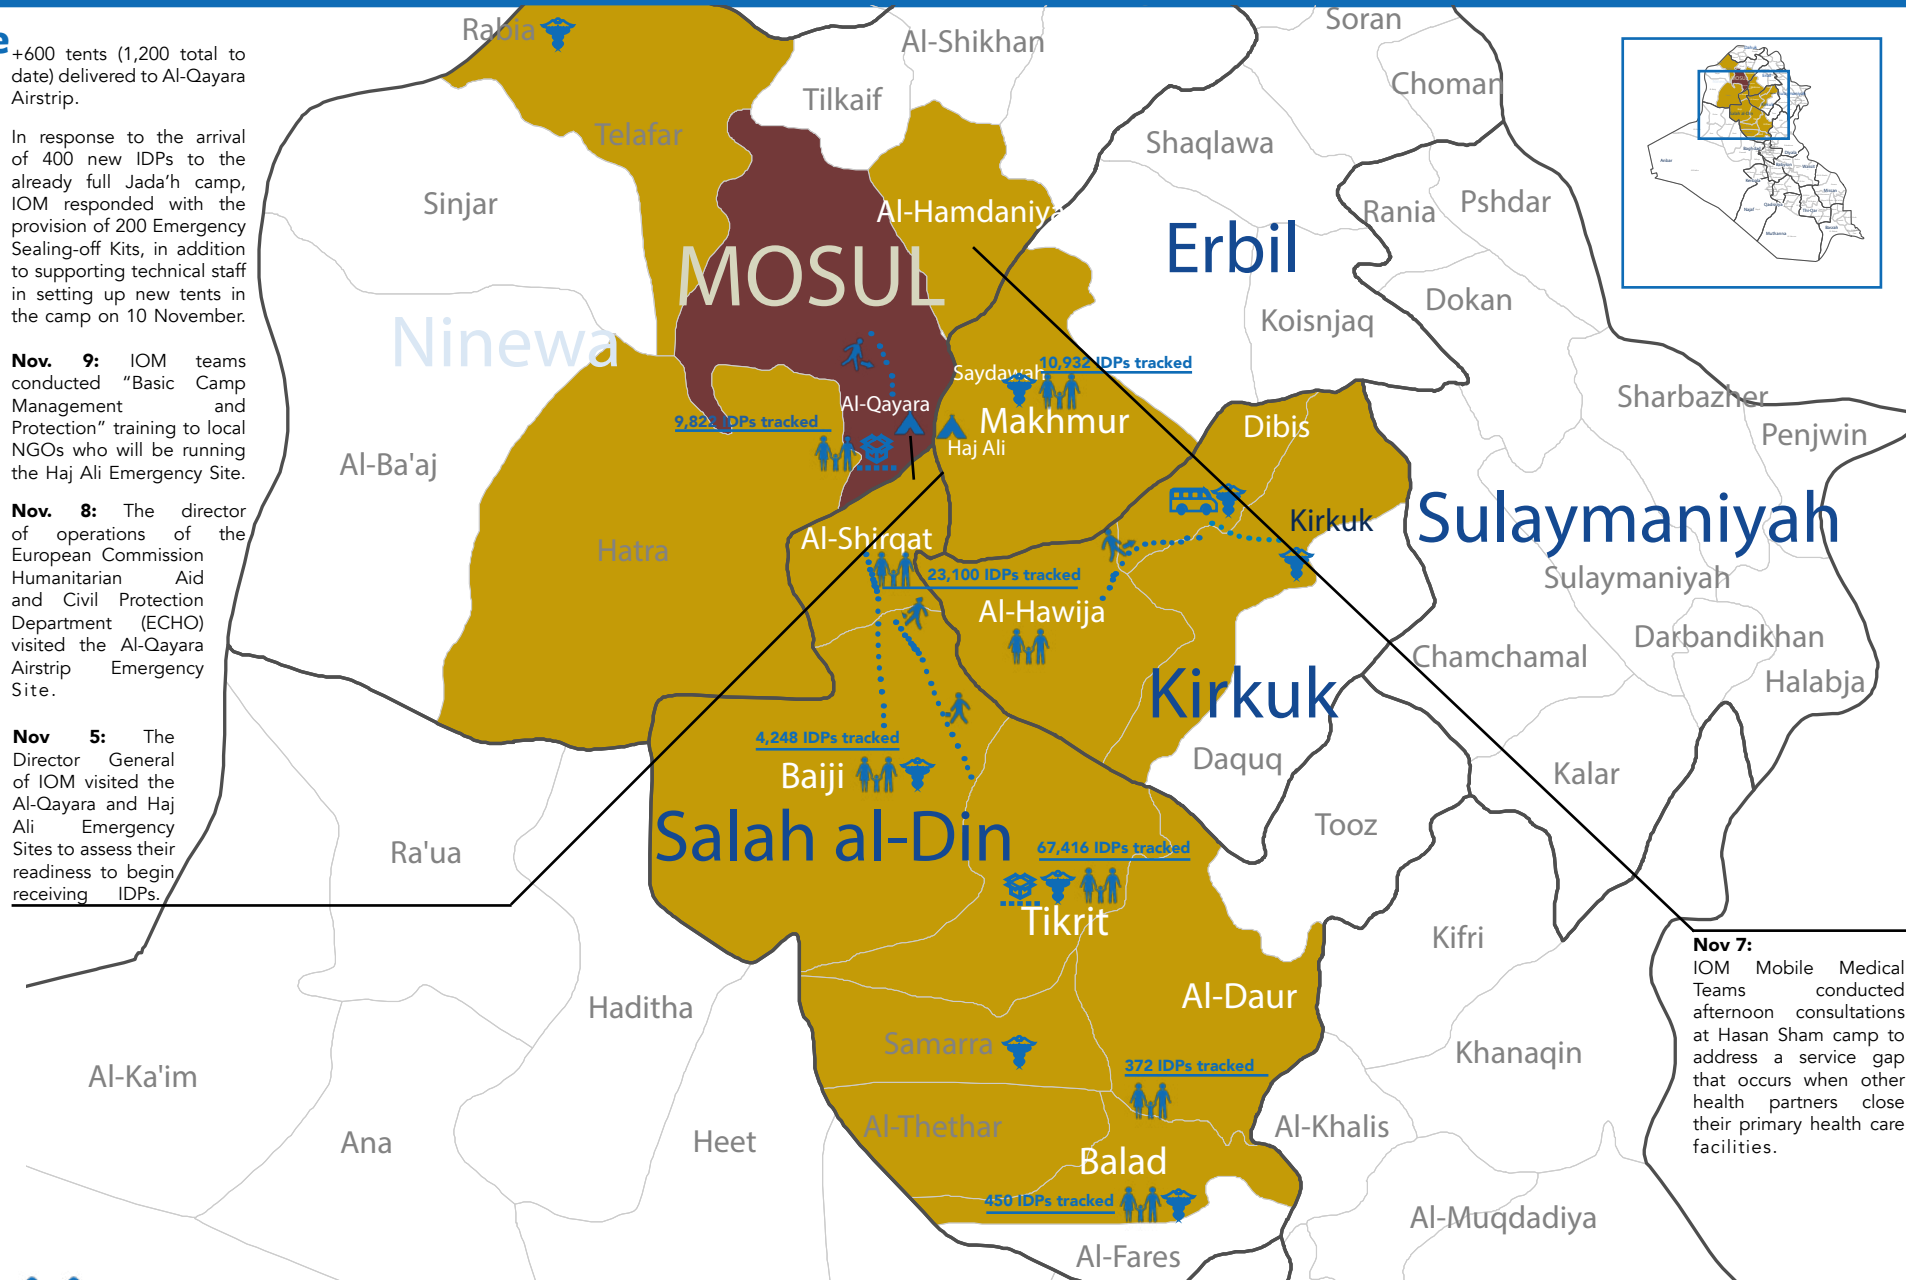 e
+600 tents (1,200 total to
date) delivered to Al-Qayara
Airstrip.
In response to the arrival
of 400 new IDPs to the
already full Jada'h camp,
IOM responded with the
provision of 200 Emergency
Sealing-off Kits, in addition
to supporting technical staff
in setting up new tents in
the camp on 10 November.
Nov. 9: IOM teams
conducted "Basic Camp
Management and
Protection" training to local
NGOs who will be running
the Haj Ali Emergency Site.
Nov. 8: The director
of operations of the
European Commission
Humanitarian Aid
and Civil Protection
Department (ECHO)
visited the Al-Qayara
Airstrip Emergency
Site.
Nov 5: The
Director General
of IOM visited the
Al-Qayara and Haj
Ali Emergency
Sites to assess their
readiness to begin
receiving IDPs.
Rabia
Al-Shikhan
Soran
Choman
Tilkaif
Telafar
Shaqlawa
Sinjar
Al-Hamdaniya
Rania
Pshdar
Erbil
MOSUL
Dokan
Koisnjaq
Ninewa
10,932 IDPs tracked
Saydawah
Sharbazher
Al-Qayara
9,822 IDPs tracked
Makhmur
Dibis
Penjwin
Haj Ali
Al-Ba'aj
Kirkuk
Sulaymaniyah
Al-Shirqat
Hatra
23,100 IDPs tracked
Sulaymaniyah
Al-Hawija
Darbandikhan
Chamchamal
Halabja
Kirkuk
4,248 IDPs tracked
Daquq
Baiji
Kalar
Tooz
Salah al-Din
67,416 IDPs tracked
Ra'ua
Tikrit
Kifri
Al-Daur
Haditha
Samarra
Khanaqin
372 IDPs tracked
Al-Ka'im
Al-Thethar
Al-Khalis
Ana
Heet
Balad
450 IDPs tracked
Al-Muqdadiya
Al-Fares
Nov 7:
IOM Mobile Medical
Teams conducted
afternoon consultations
at Hasan Sham camp to
address a service gap
that occurs when other
health partners close
their primary health care
facilities.